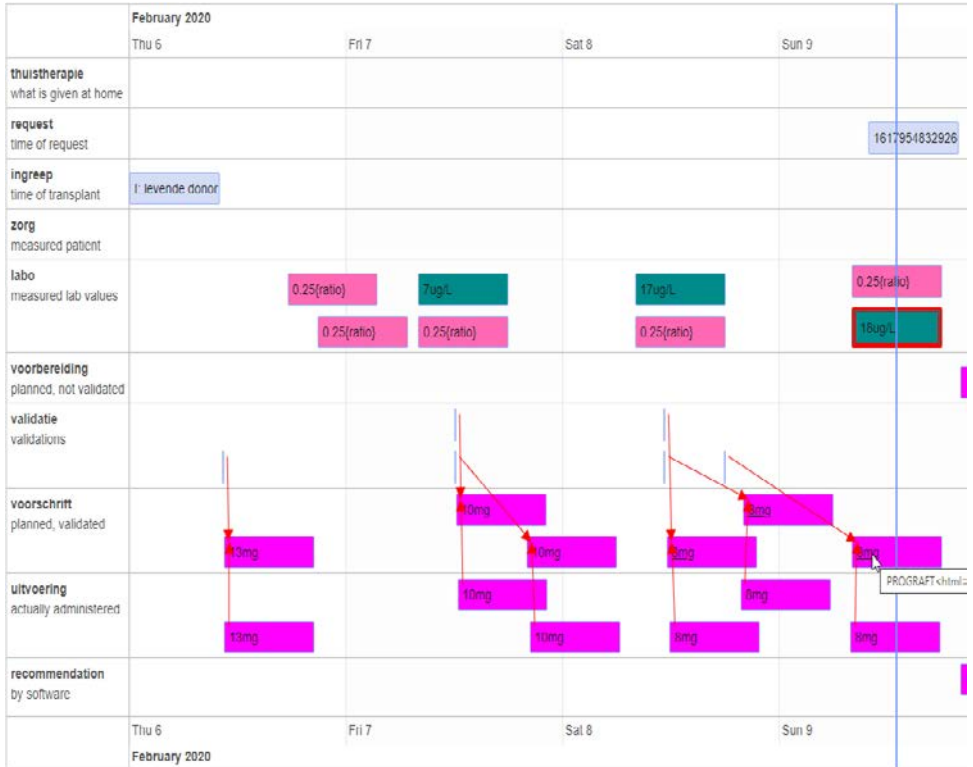 February 2020
Thu 6 Fri 7 Sat 8 Sun 9
thuistherapie
what is given at home
request
time of request
1617954832926
ingreep
time of transplant
T: levende donor
zorg
measured patient
labo
measured lab values
0.25{ratio} 7ug/L 17ug/L 0.25{ratio}
0.25{ratio} 0.25{ratio} 0.25{ratio} 18ug/L
voorbereiding
planned, not validated
validatie
validations
voorschrift
planned, validated
10mg
13mg 10mg
PROGRAFT<html>
uitvoering
actually administered
10mg 6mg
13mg 10mg 8mg 8mg
recommendation
by software
Thu 6 Fri 7 Sat 8 Sun 9
February 2020